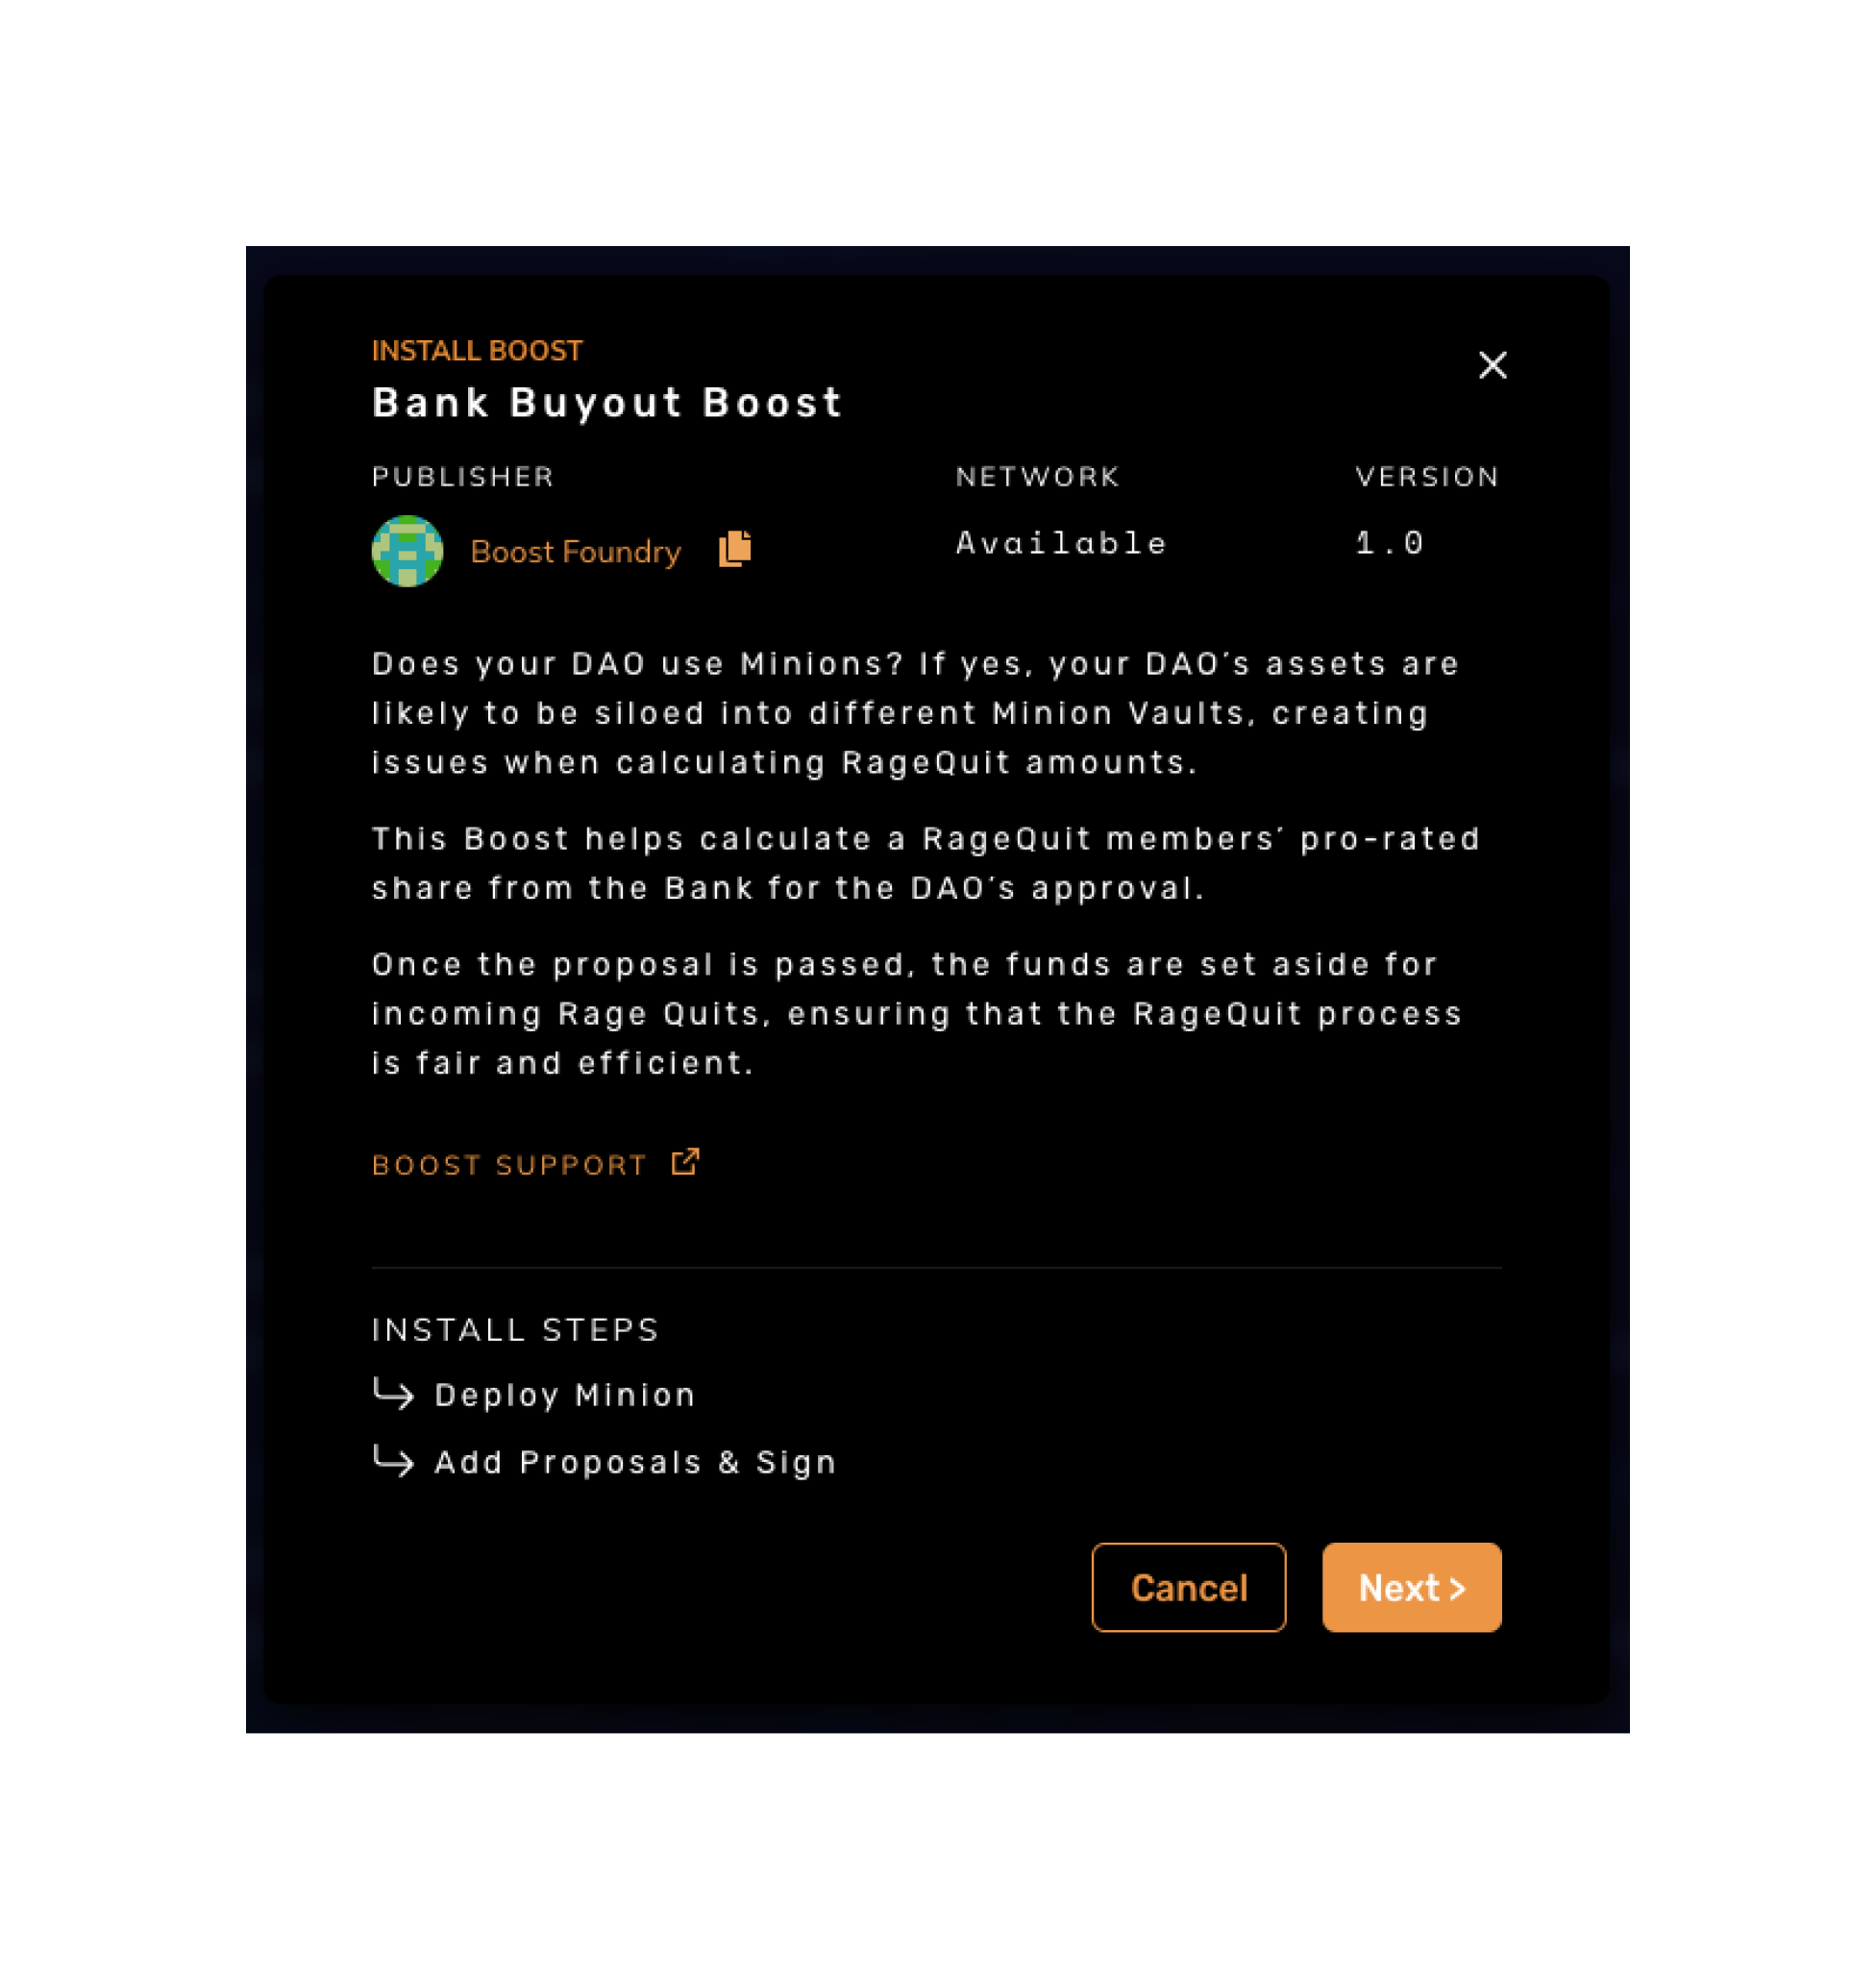 INSTALL BOOST
Bank Buyout Boost
PUBLISHER
Boost Foundry
NETWORK
Available
VERSION
1.0
Does your DAO use Minions? If yes, your DAO's assets are
likely to be siloed into different Minion Vaults, creating
issues when calculating RageQuit amounts.
This Boost helps calculate a RageQuit members' pro-rated
share from the Bank for the DAO's approval.
Once the proposal is passed, the funds are set aside for
incoming Rage Quits, ensuring that the RageQuit process
is fair and efficient.
BOOST SUPPORT
INSTALL STEPS
Deploy Minion
Add Proposals & Sign
Cancel
Next >